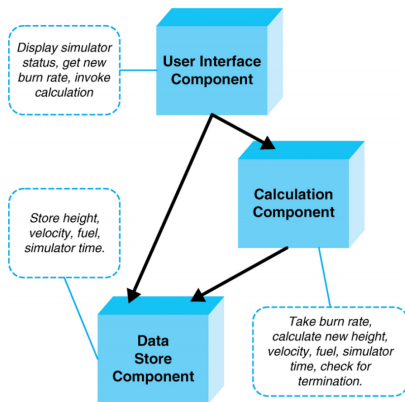 Display simulator
status, get new
burn rate, invoke
calculation
User Interface
Component
Calculation
Component
Store height,
velocity, fuel,
simulator time.
Data
Store
Component
Take burn rate,
calculate new height,
velocity, fuel, simulator
time, check for
termination.